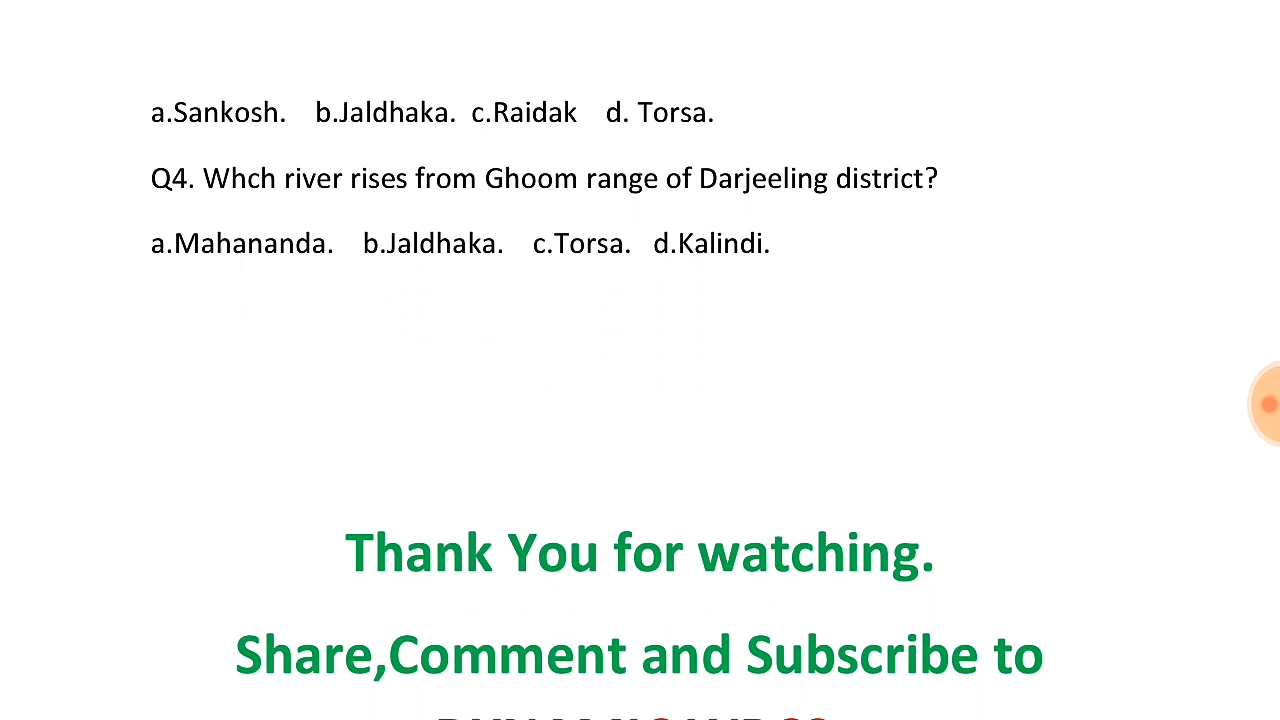 a.Sankosh. b.Jaldhaka. c.Raidak d. Torsa.
Q4. Whch river rises from Ghoom range of Darjeeling district?
a.Mahananda. b.Jaldhaka. c.Torsa. d.Kalindi.
Thank You for watching.
Share,Comment and Subscribe to